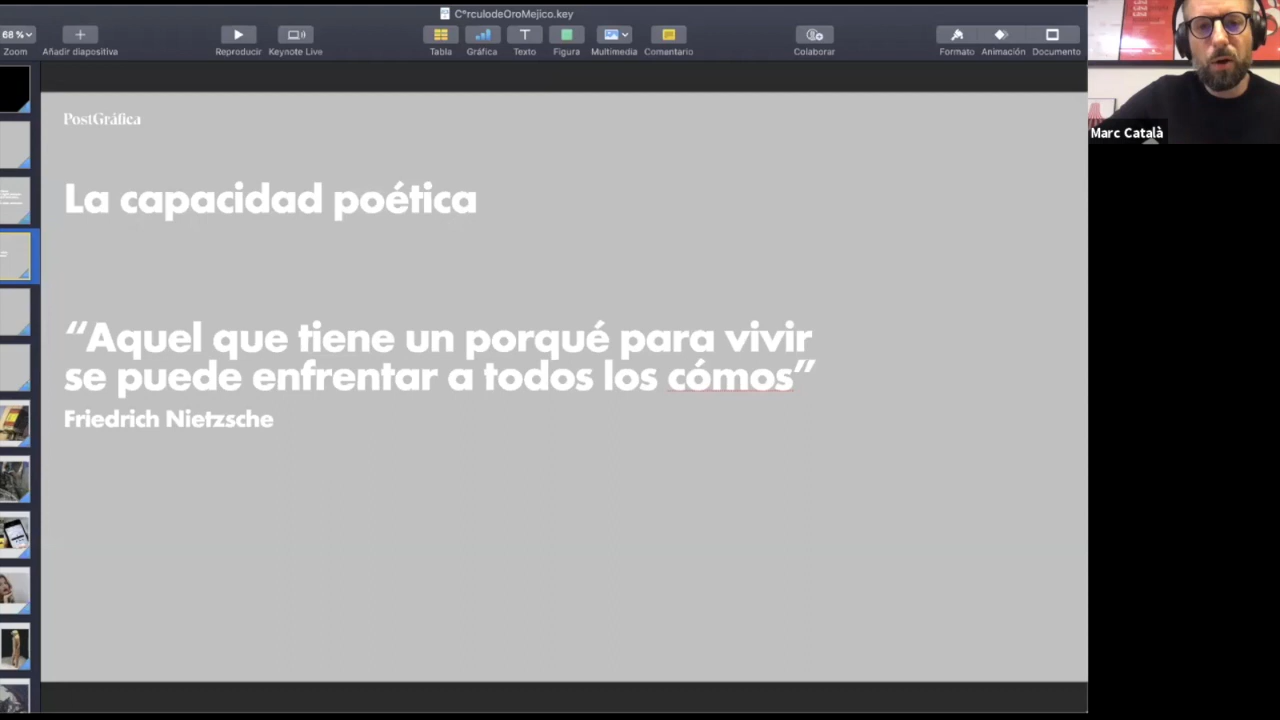 C°rculodeOroMejico.key
68 %
Zoom
Añadir diapositiva
Reproducir
Keynote Live
Tabla
Gráfica
Texto
Figura
Multimedia
Comentario
Colaborar
Formato
Animación
Documento
Marc Català
PostGráfica
La capacidad poética
“Aquel que tiene un porqué para vivir
se puede enfrentar a todos los cómos”
Friedrich Nietzsche